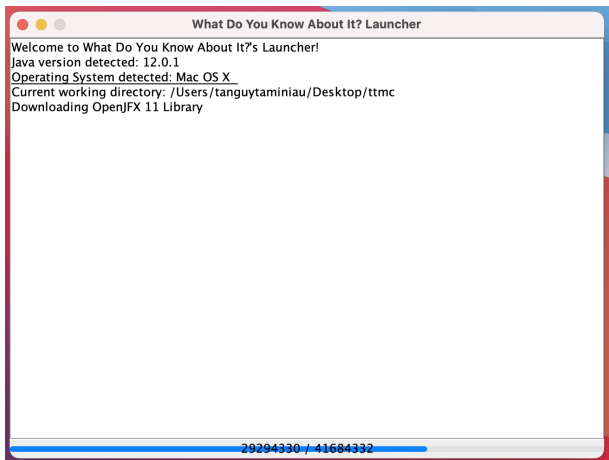 What Do You Know About It? Launcher
Welcome to What Do You Know About It?'s Launcher!
Java version detected: 12.0.1
Operating System detected: Mac OS X
Current working directory: /Users/tanguytaminiau/Desktop/ttmc
Downloading OpenJFX 11 Library
29294330 / 41684332